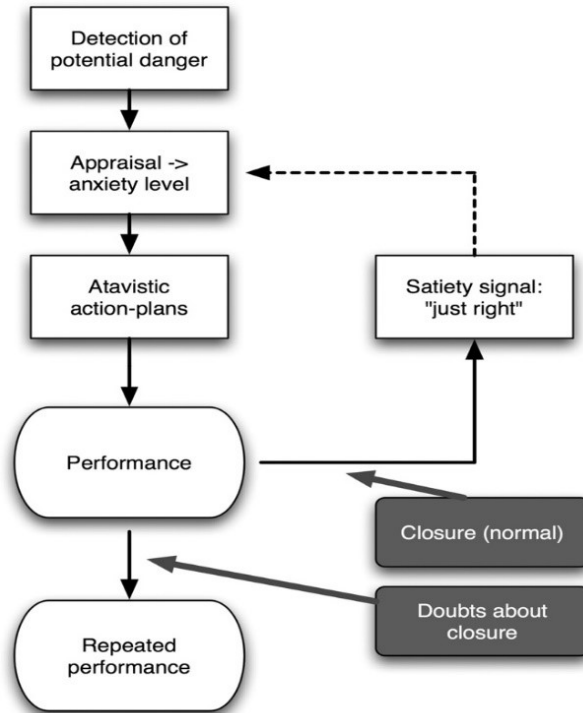 Detection of
potential danger
Appraisal ->
anxiety level
Atavistic
action-plans
Satiety signal:
"just right"
Performance
Closure (normal)
Doubts about
closure
Repeated
performance